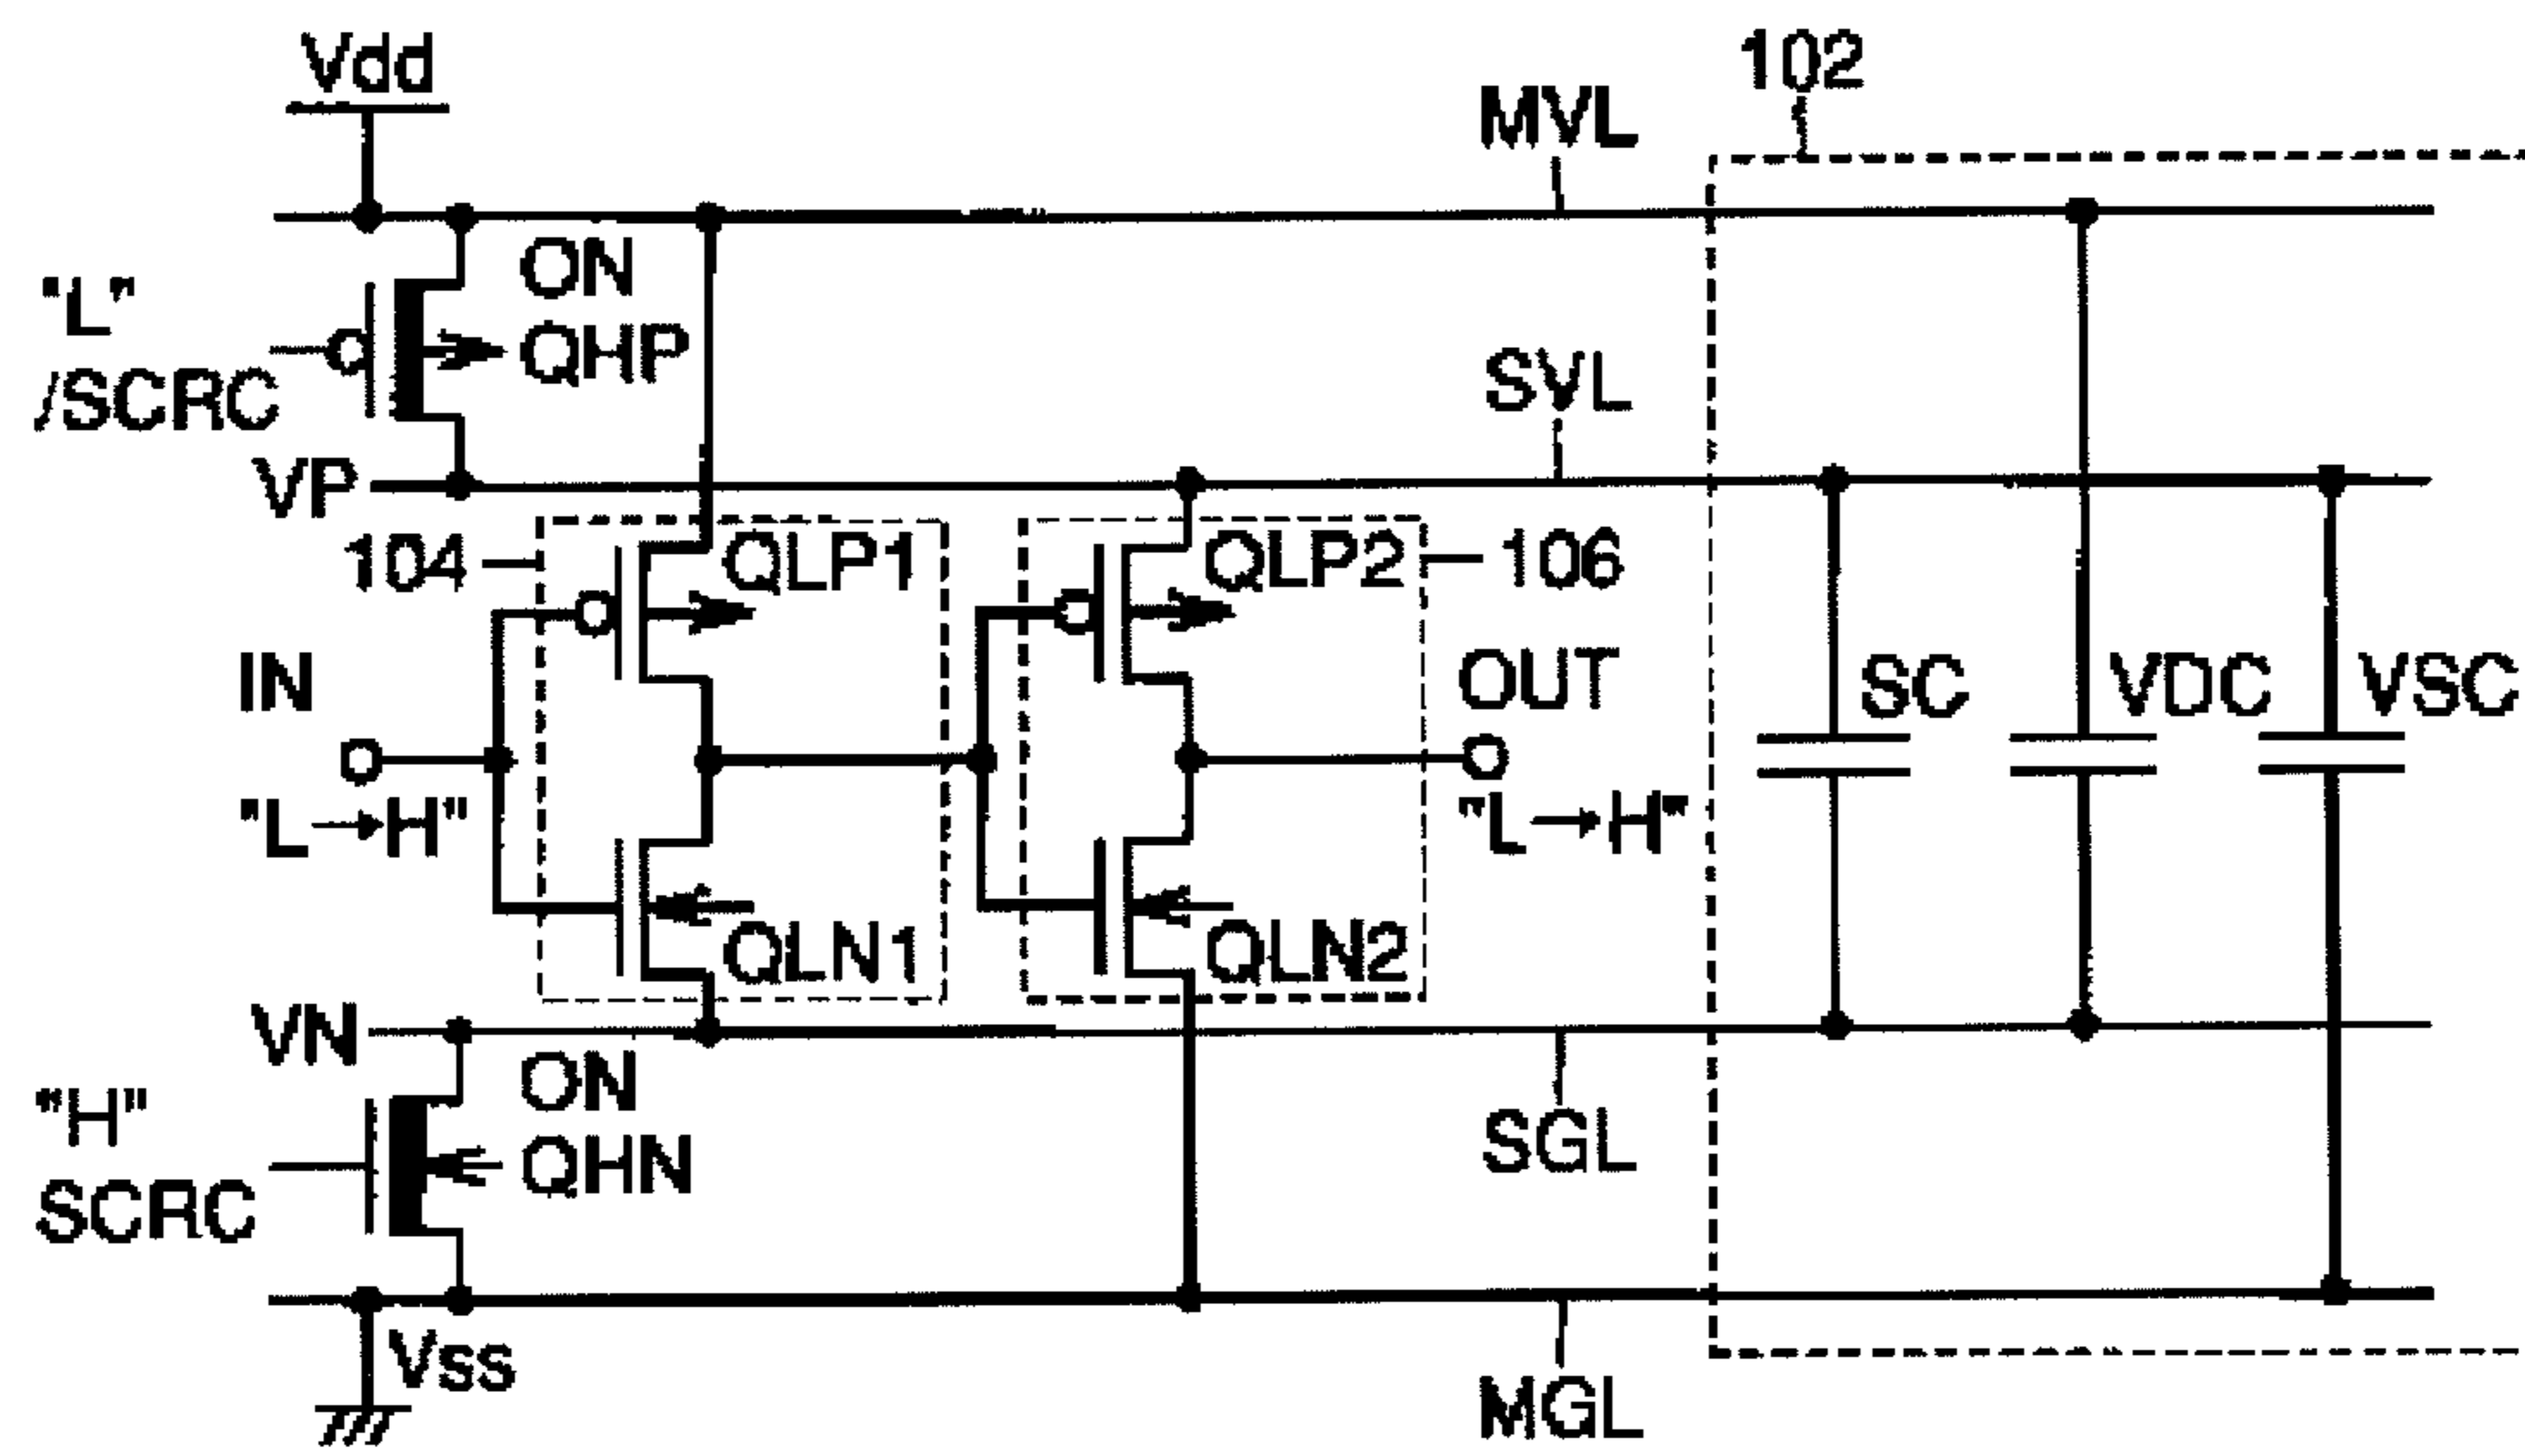 Vdd
102
MVL
ON
"L"
QHP
/SCRC
SVL
VP
104
QLP1
QLP2
106
IN
OUT
SC
VDC
VSC
"L→H"
"L→H"
QLN1
QLN2
VN
ON
"H"
QHN
SGL
SCRC
VSS
MGL